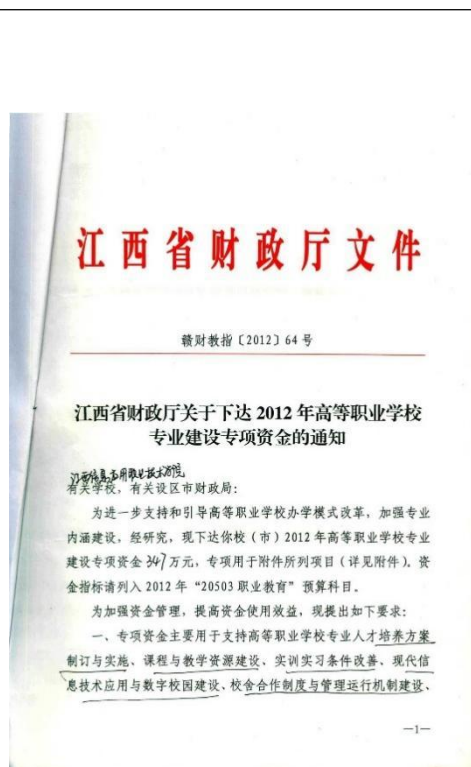 江西省财政厅文件
赣财教指〔2012〕64号
江西省财政厅关于下达2012年高等职业学校
专业建设专项资金的通知
江西信息应用职业技术学院
有关学校，有关设区市财政局：
为进一步支持和引导高等职业学校办学模式改革，加强专业
内涵建设，经研究，现下达你校（市）2012年高等职业学校专业
建设专项资金347万元，专项用于附件所列项目（详见附件）。资
金指标请列入2012年“20503职业教育”预算科目。
为加强资金管理，提高资金使用效益，现提出如下要求：
一、专项资金主要用于支持高等职业学校专业人才培养方案
制订与实施、课程与教学资源建设、实训实习条件改善、现代信
息技术应用与数字校园建设、校舍合作制度与管理运行机制建设、
—1—